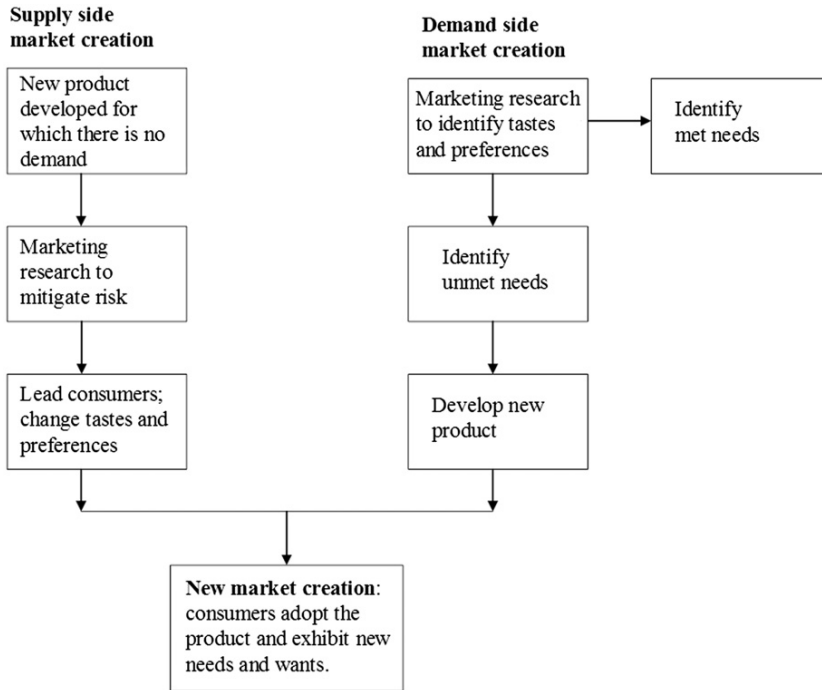 Supply side
market creation
New product
developed for
which there is no
demand
Marketing
research to
mitigate risk
Lead consumers;
change tastes and
preferences
Demand side
market creation
Marketing research
to identify tastes
and preferences
Identify
met needs
Identify
unmet needs
Develop new
product
New market creation:
consumers adopt the
product and exhibit new
needs and wants.